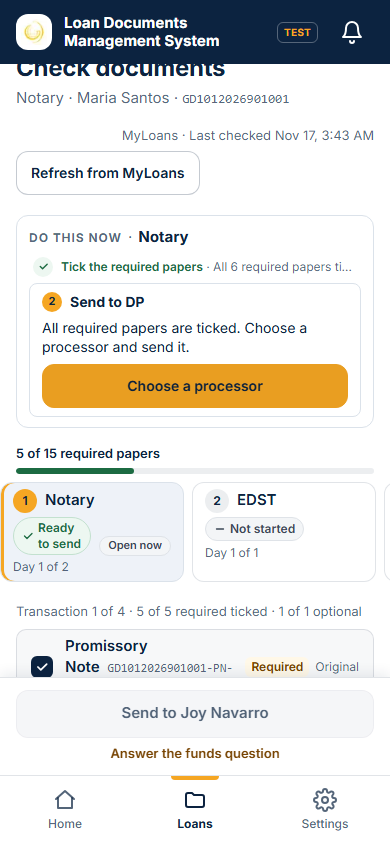 Loan Documents
Management System
TEST
Check documents
Notary · Maria Santos · GD1012026901001
MyLoans · Last checked Nov 17, 3:43 AM
Refresh from MyLoans
DO THIS NOW · Notary
Tick the required papers · All 6 required papers ti…
2 Send to DP
All required papers are ticked. Choose a
processor and send it.
Choose a processor
5 of 15 required papers
1 Notary
Ready
to send
Open now
Day 1 of 2
2 EDST
Not started
Day 1 of 1
Transaction 1 of 4 · 5 of 5 required ticked · 1 of 1 optional
Promissory
Note GD1012026901001-PN- Required Original
Send to Joy Navarro
Answer the funds question
Home
Loans
Settings